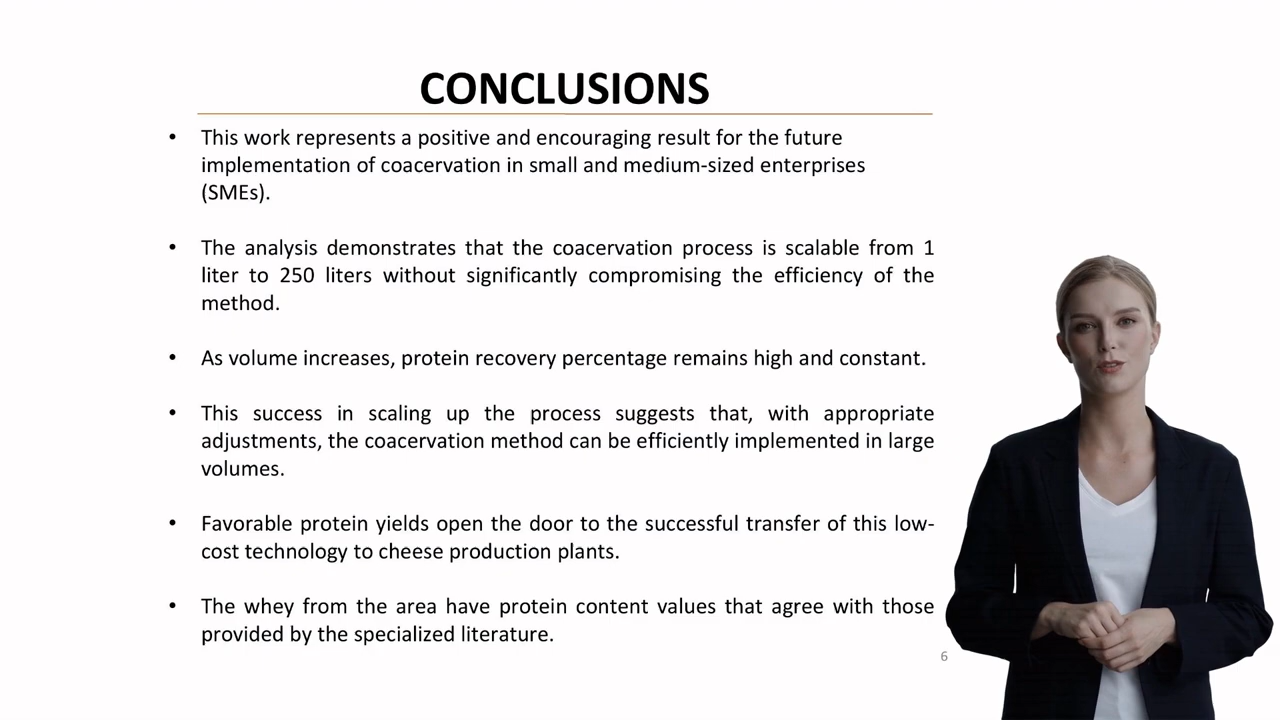 CONCLUSIONS
• This work represents a positive and encouraging result for the future
implementation of coacervation in small and medium-sized enterprises
(SMEs).
• The analysis demonstrates that the coacervation process is scalable from 1
liter to 250 liters without significantly compromising the efficiency of the
method.
• As volume increases, protein recovery percentage remains high and constant.
• This success in scaling up the process suggests that, with appropriate
adjustments, the coacervation method can be efficiently implemented in large
volumes.
• Favorable protein yields open the door to the successful transfer of this low-
cost technology to cheese production plants.
• The whey from the area have protein content values that agree with those
provided by the specialized literature.
6